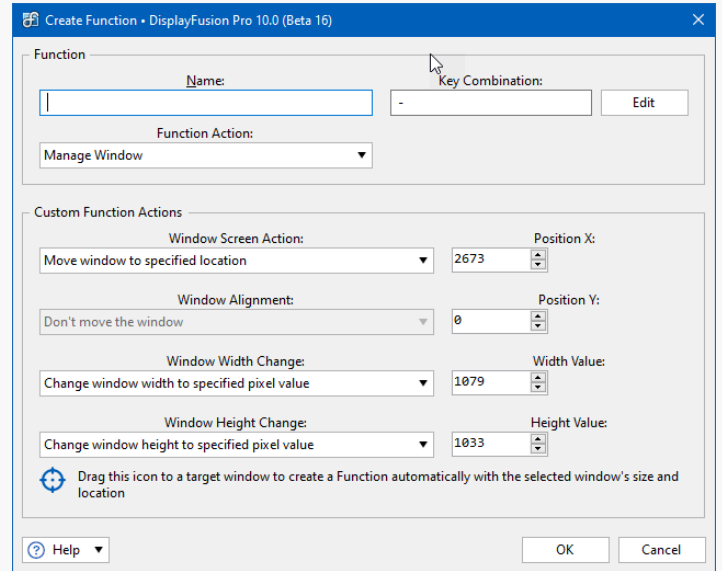 Create Function • DisplayFusion Pro 10.0 (Beta 16)
Function
Name:
Key Combination:
-
Edit
Function Action:
Manage Window
Custom Function Actions
Window Screen Action:
Position X:
Move window to specified location
2673
Window Alignment:
Position Y:
Don't move the window
0
Window Width Change:
Width Value:
Change window width to specified pixel value
1079
Window Height Change:
Height Value:
Change window height to specified pixel value
1033
Drag this icon to a target window to create a Function automatically with the selected window's size and
location
Help
OK
Cancel